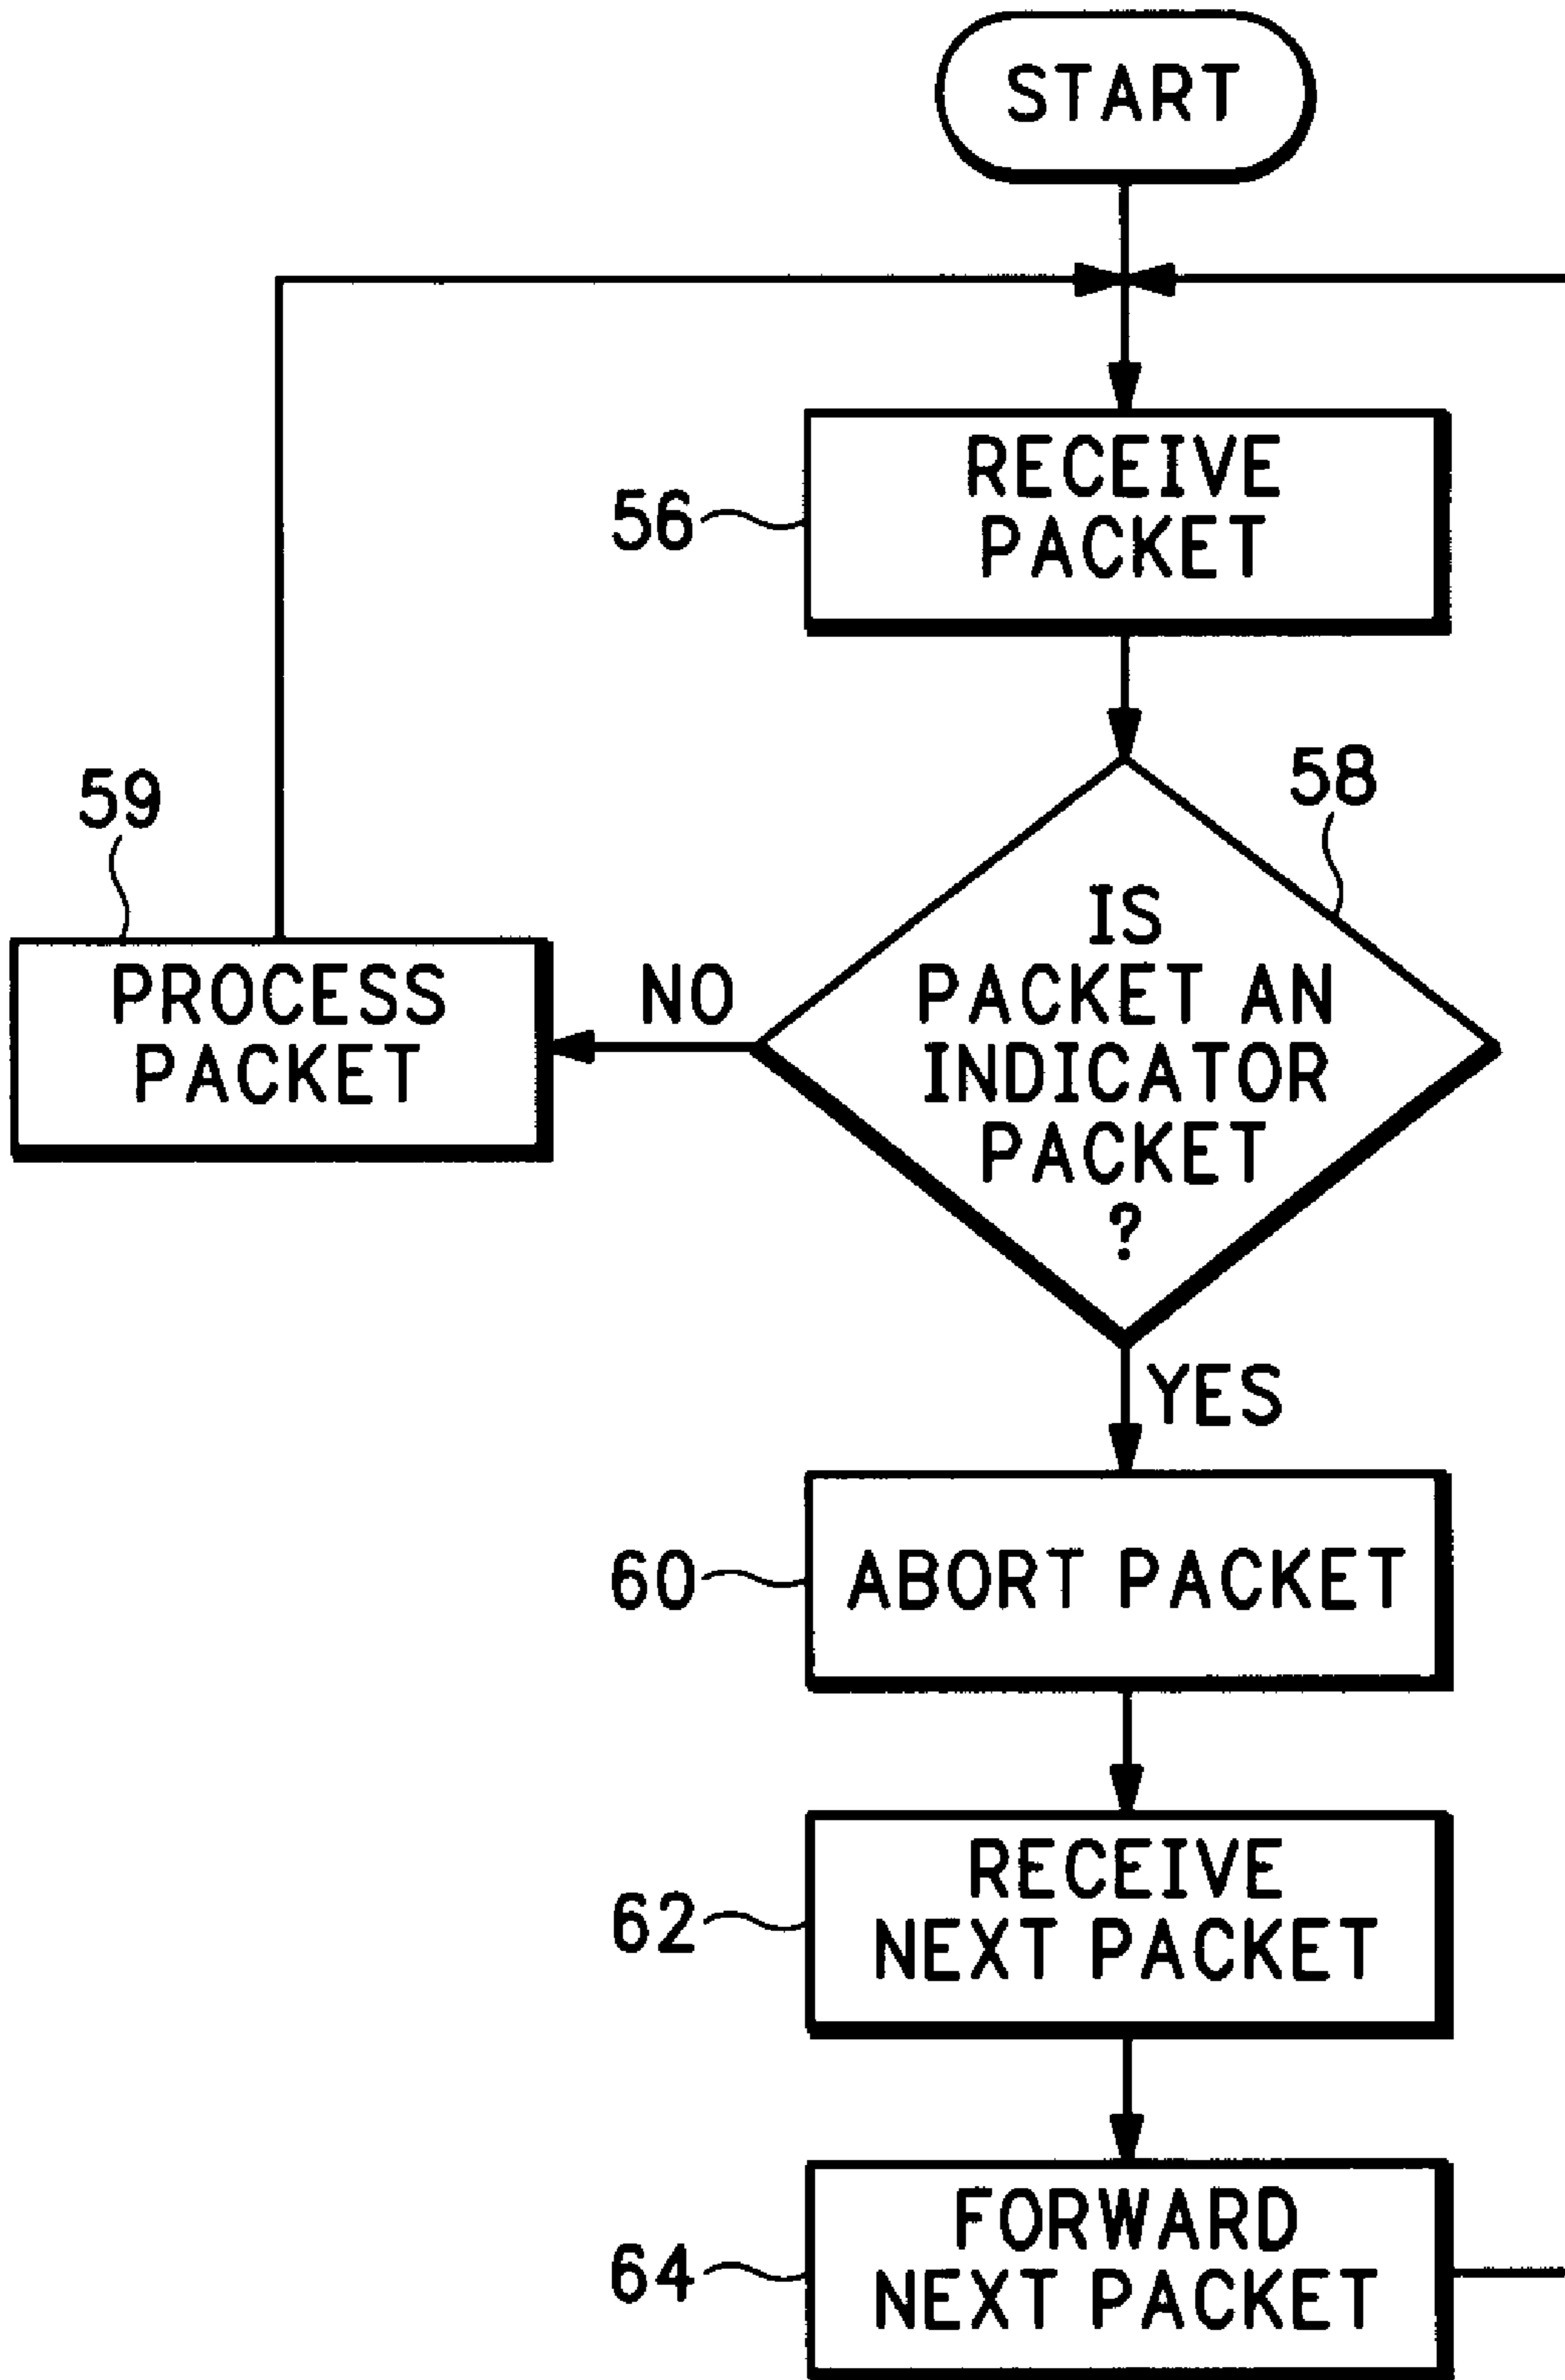 START
RECEIVE
PACKET
56
58
59
IS
PACKET AN
INDICATOR
PACKET
?
NO
PROCESS
PACKET
YES
60
ABORT PACKET
62
RECEIVE
NEXT PACKET
64
FORWARD
NEXT PACKET